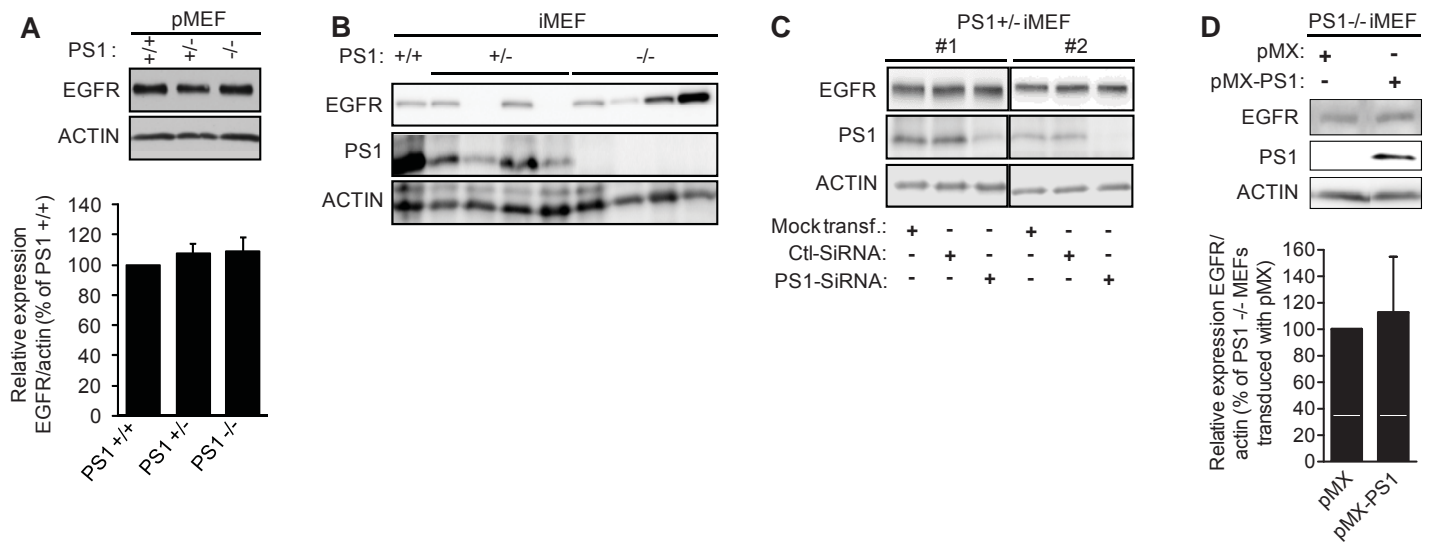 A
pMEF
PS1 : +/+ +/- -/-
EGFR
ACTIN
140
120
100
80
60
40
20
0
Relative expression
EGFR/actin (% of PS1 +/+)
PS1 +/+
PS1 +/-
PS1 -/-
B
iMEF
PS1: +/+ +/- -/-
EGFR
PS1
ACTIN
C
PS1+/- iMEF
#1 #2
EGFR
PS1
ACTIN
Mock transf.: + - - + - -
Ctl-SiRNA: - + - - + -
PS1-SiRNA: - - + - - +
D
PS1-/- iMEF
pMX: + -
pMX-PS1: - +
EGFR
PS1
ACTIN
160
140
120
100
80
60
40
20
0
Relative expression EGFR/
actin (% of PS1 -/- MEFs
transduced with pMX)
pMX
pMX-PS1